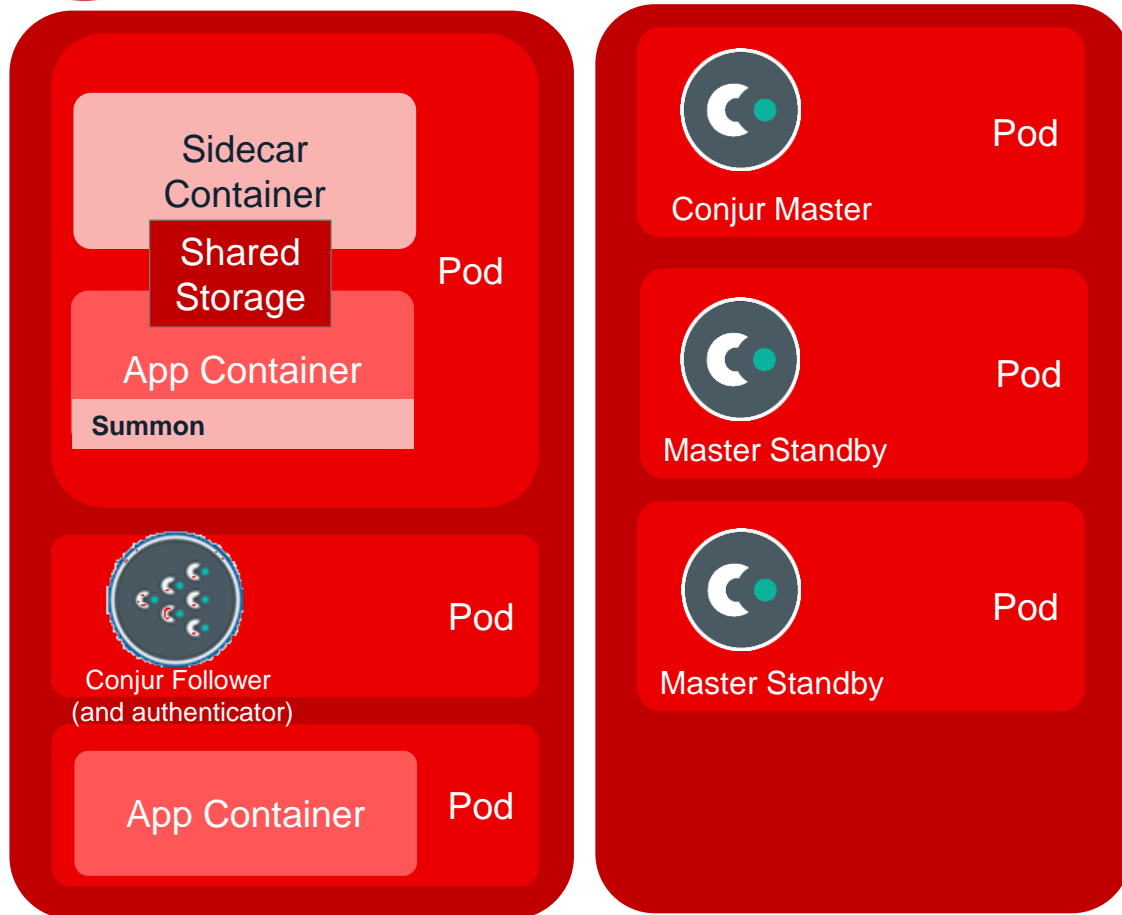 Sidecar
Container
Shared
Storage
Pod
App Container
Summon
Conjur Follower
(and authenticator)
Pod
App Container
Pod
Pod
Conjur Master
Pod
Master Standby
Pod
Master Standby